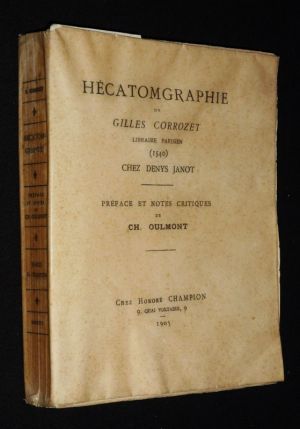 HÉCATOMGRAPHIE
DE
GILLES CORROZET
LIBRAIRE PARISIEN
(1540)
CHEZ DENYS JANOT
PRÉFACE ET NOTES CRITIQUES
DE
CH. OULMONT
CHEZ HONORÉ CHAMPION
9, QUAI VOLTAIRE, 9
1905